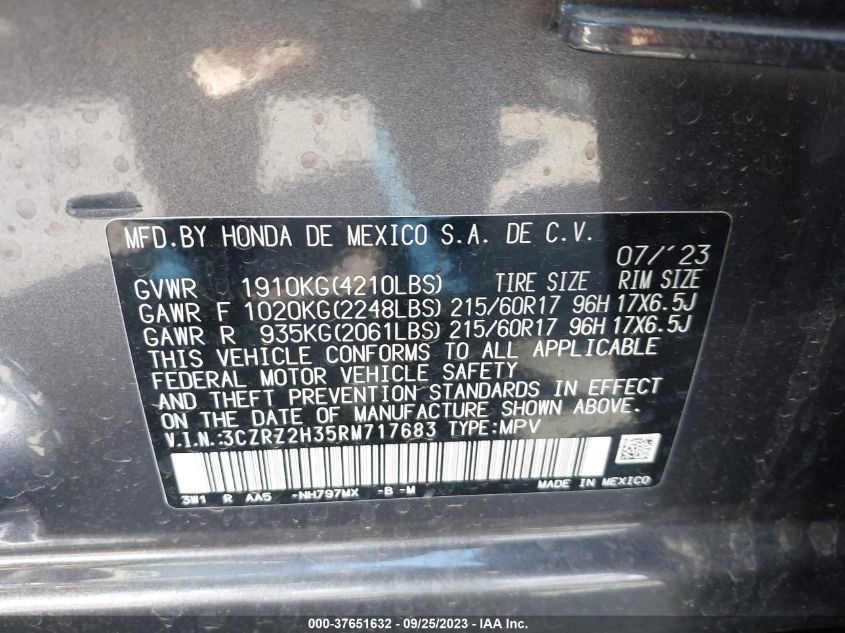 MFD.BY HONDA DE MEXICO S.A. DE C.V.
07/'23
GVWR 1910KG(4210LBS) TIRE SIZE RIM SIZE
GAWR F 1020KG(2248LBS) 215/60R17 96H 17X6.5J
GAWR R 935KG(2061LBS) 215/60R17 96H 17X6.5J
THIS VEHICLE CONFORMS TO ALL APPLICABLE
FEDERAL MOTOR VEHICLE SAFETY
AND THEFT PREVENTION STANDARDS IN EFFECT
ON THE DATE OF MANUFACTURE SHOWN ABOVE.
V.I.N.:3CZRZ2H35RM717683 TYPE:MPV
3W1 R AA5 -NH797MX -B -M MADE IN MEXICO
000-37651632 - 09/25/2023 - © IAA Inc.